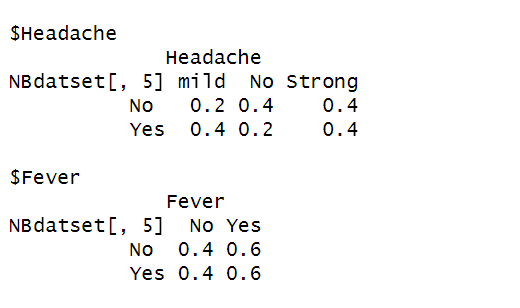 $Headache
Headache
NBdatset[, 5] mild No Strong
No 0.2 0.4 0.4
Yes 0.4 0.2 0.4
$Fever
Fever
NBdatset[, 5] No Yes
No 0.4 0.6
Yes 0.4 0.6